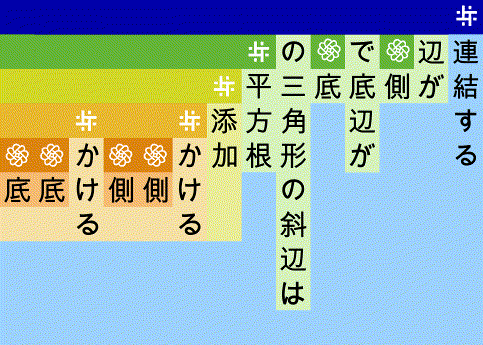 連結する
辺が
側
で底辺が
底
の三角形の斜辺は
平方根
添加
かける
側
側
かける
底
底